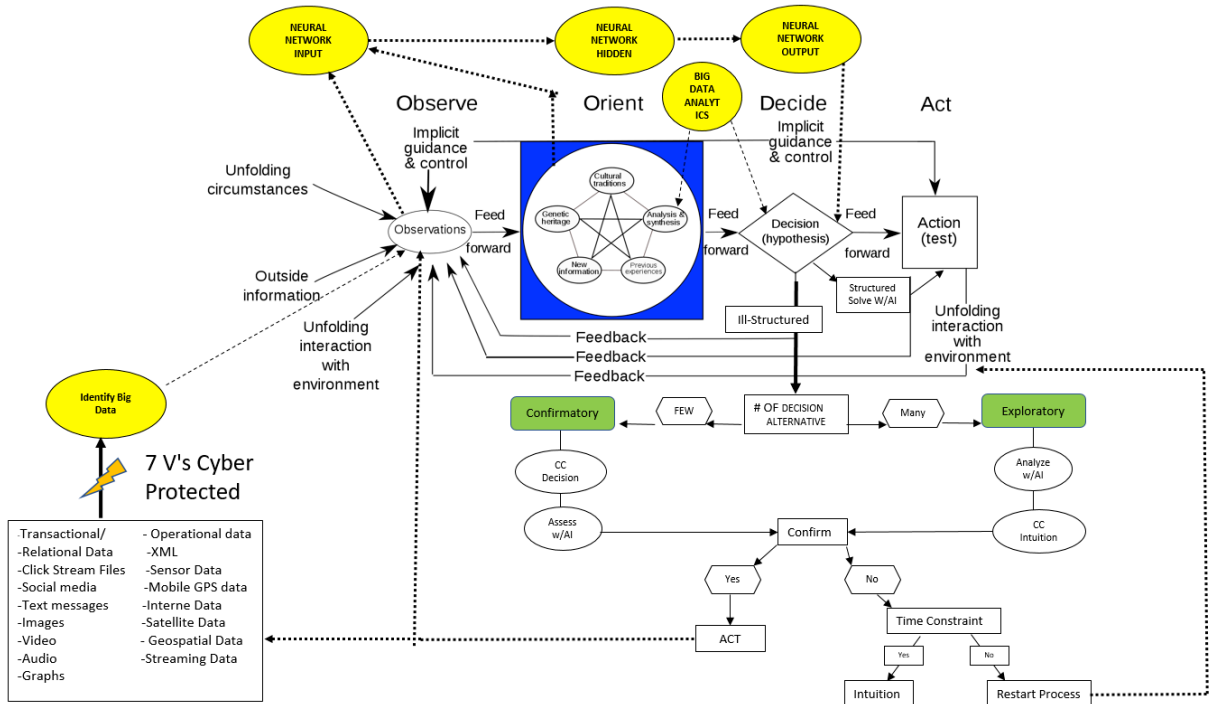 NEURAL
NETWORK
INPUT
NEURAL
NETWORK
HIDDEN
NEURAL
NETWORK
OUTPUT
BIG
DATA
ANALYT
ICS
Observe
Orient
Decide
Act
Implicit
guidance
& control
Implicit
guidance
& control
Unfolding
circumstances
Observations
Feed
forward
Cultural
traditions
Genetic
heritage
Analysis &
synthesis
New
information
Previous
experiences
Feed
forward
Decision
(hypothesis)
Feed
forward
Action
(test)
Outside
information
Structured
Solve W/AI
Unfolding
interaction
with
environment
Ill-Structured
Unfolding
interaction
with
environment
Feedback
Feedback
Feedback
Identify Big
Data
Confirmatory
FEW
# OF DECISION
ALTERNATIVE
Many
Exploratory
7 V's Cyber
Protected
CC
Decision
Analyze
w/AI
Assess
w/AI
Confirm
CC
Intuition
-Transactional/
-Relational Data
-Click Stream Files
-Social media
-Text messages
-Images
-Video
-Audio
-Graphs
- Operational data
-XML
-Sensor Data
-Mobile GPS data
-Interne Data
-Satellite Data
- Geospatial Data
-Streaming Data
Yes
No
ACT
Time Constraint
Yes
No
Intuition
Restart Process